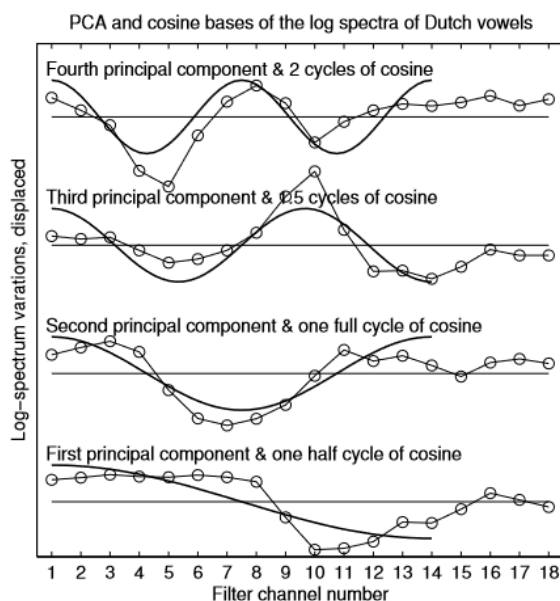 PCA and cosine bases of the log spectra of Dutch vowels
Fourth principal component & 2 cycles of cosine
Third principal component & 1.5 cycles of cosine
Second principal component & one full cycle of cosine
First principal component & one half cycle of cosine
Log-spectrum variations, displaced
1 2 3 4 5 6 7 8 9 10 11 12 13 14 15 16 17 18
Filter channel number